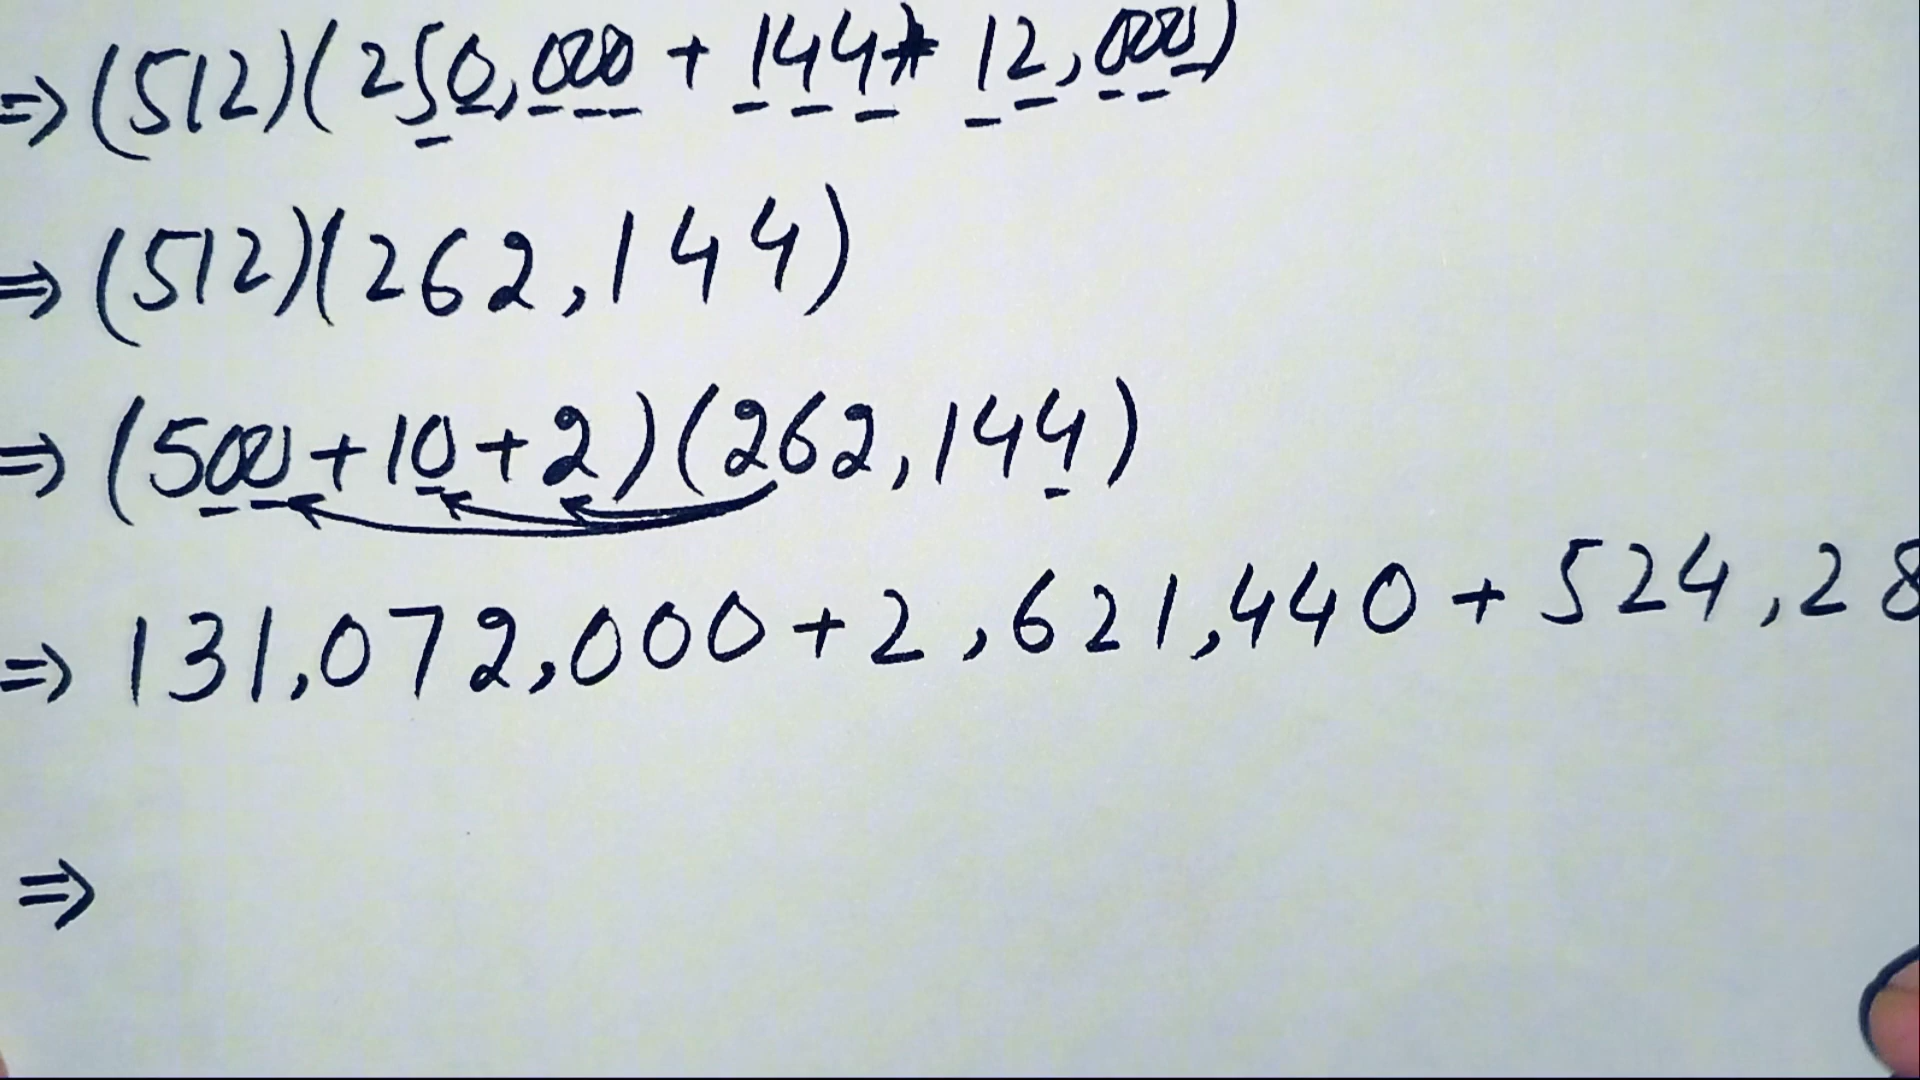 ⇒ (512)(250,000 + 144+ 12,000)
⇒ (512)(262,144)
⇒ (500+10+2)(262,144)
⇒ 131,072,000+2,621,440+524,28
⇒